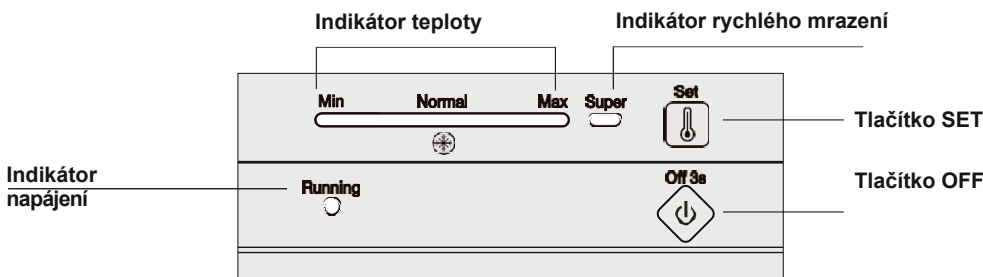 Indikátor teploty
Indikátor rychlého mrazení
Min Normal Max Super Set
Tlačítko SET
Indikátor
napájení
Running
Off 3s
Tlačítko OFF